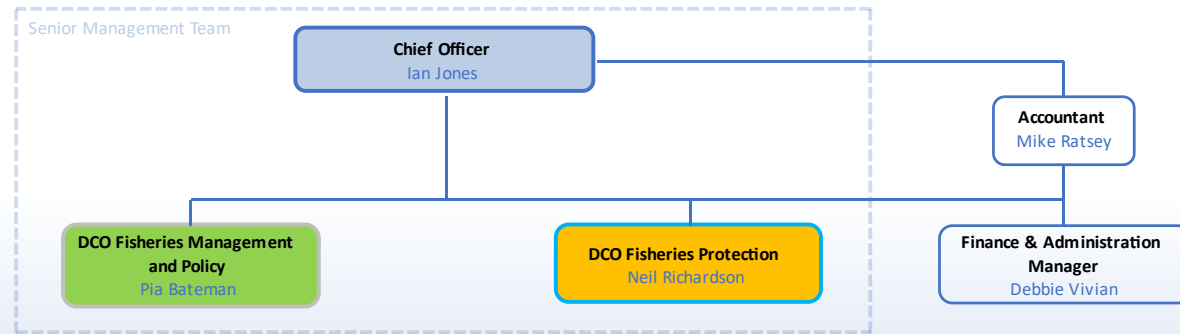 Senior Management Team
Chief Officer
Ian Jones
Accountant
Mike Ratsey
DCO Fisheries Management
and Policy
Pia Bateman
DCO Fisheries Protection
Neil Richardson
Finance & Administration
Manager
Debbie Vivian